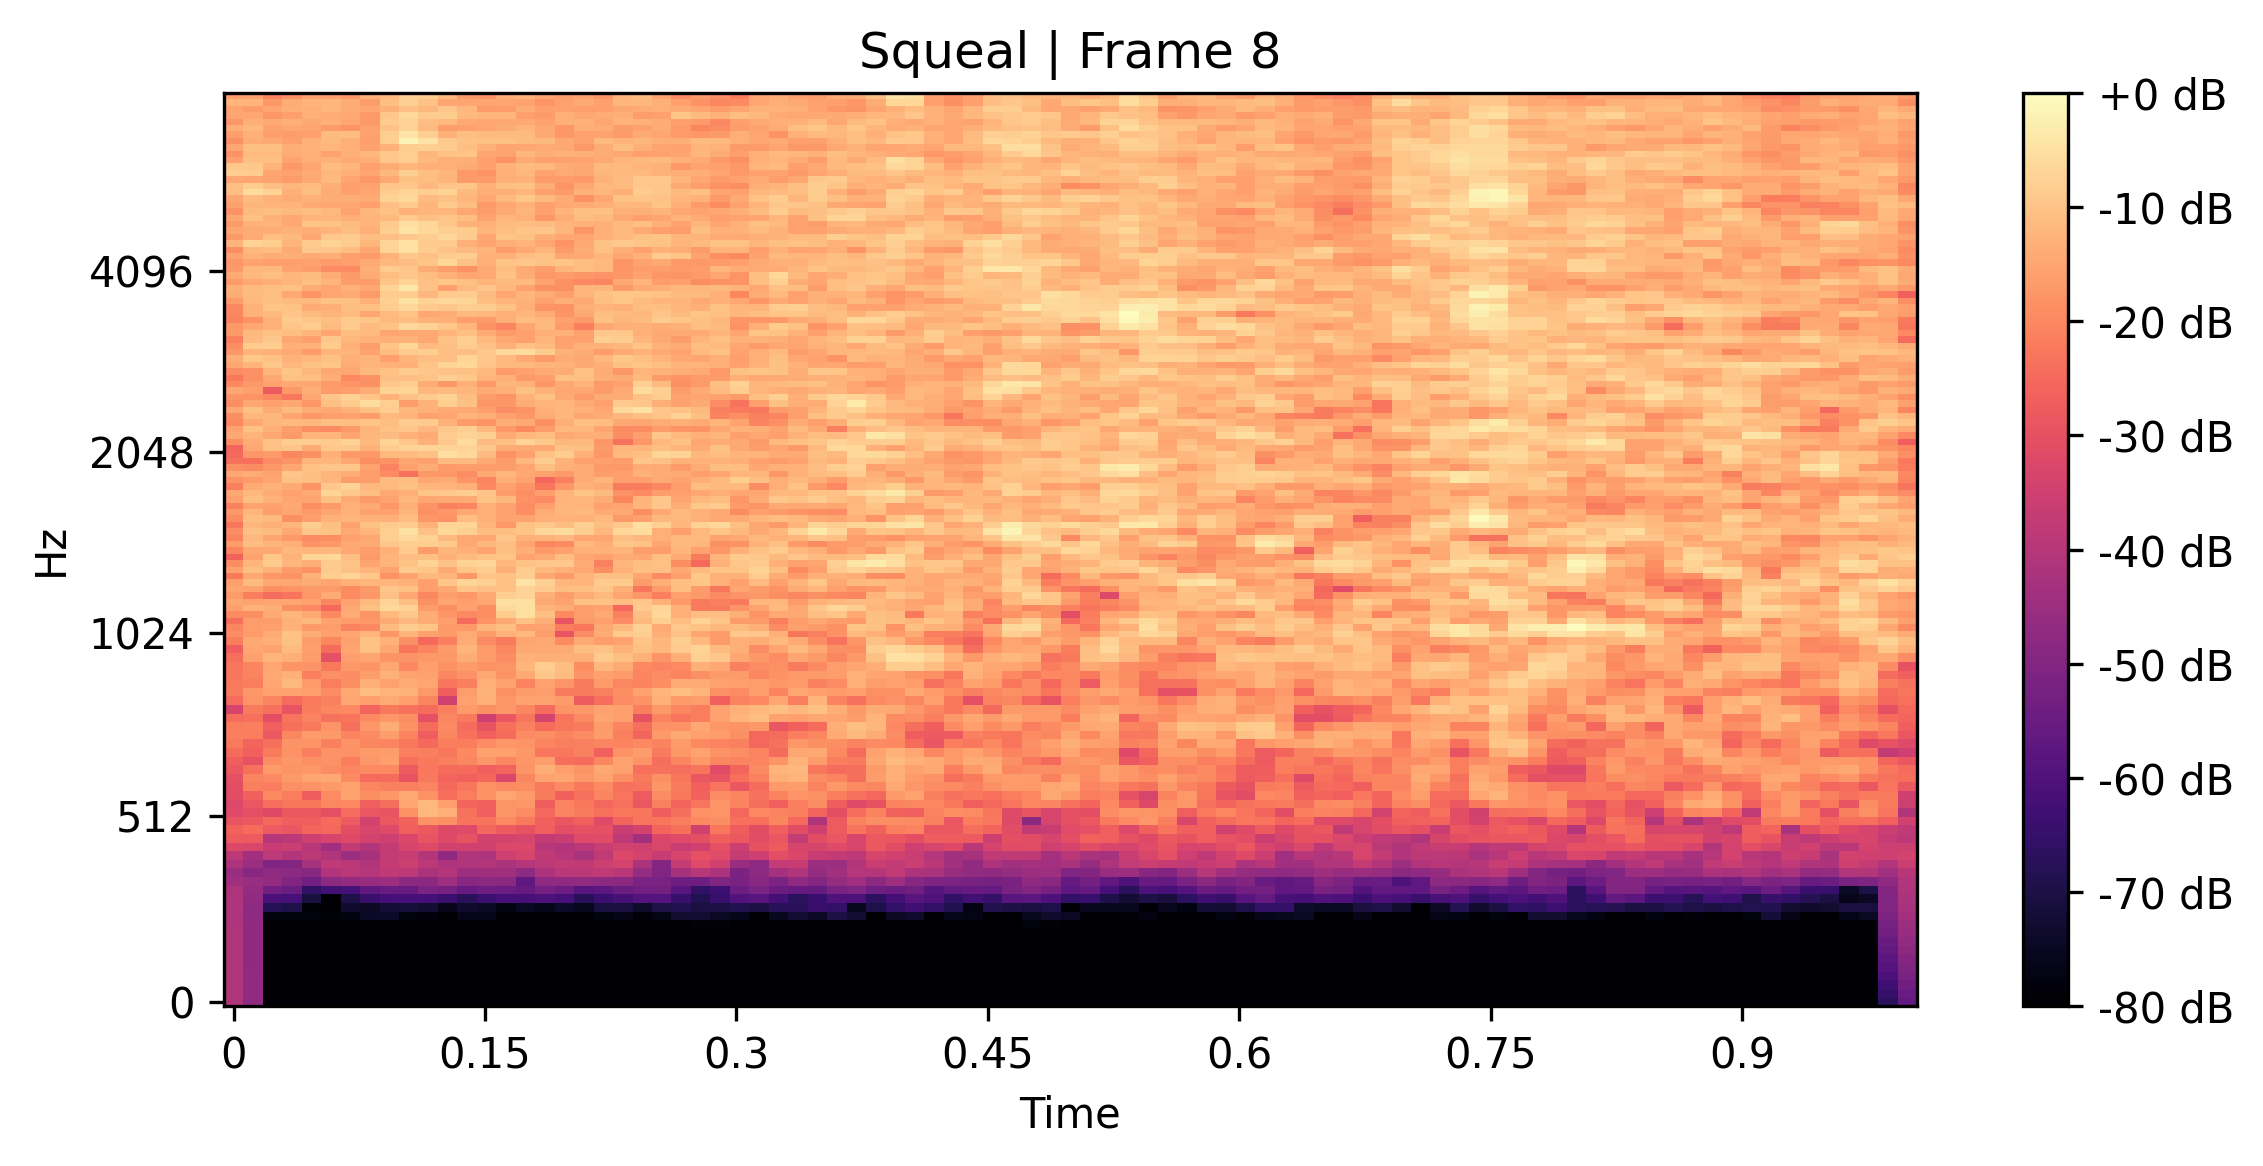 Squeal | Frame 8
+0 dB
-10 dB
-20 dB
-30 dB
-40 dB
-50 dB
-60 dB
-70 dB
-80 dB
Hz
4096
2048
1024
512
0
0 0.15 0.3 0.45 0.6 0.75 0.9
Time